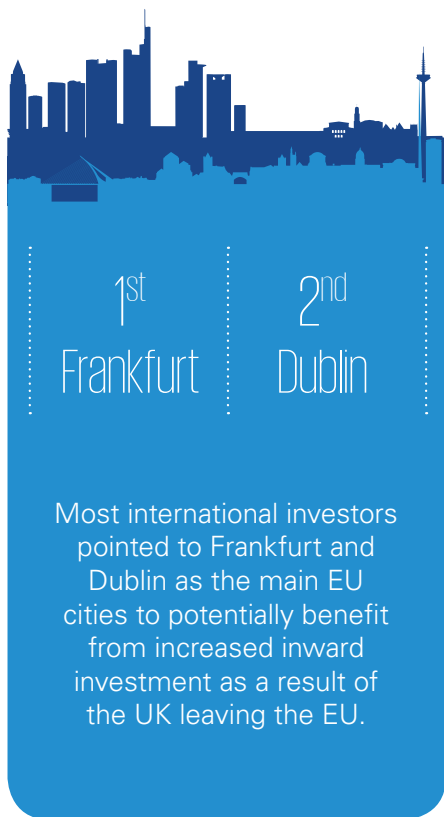 1st
Frankfurt
2nd
Dublin
Most international investors
pointed to Frankfurt and
Dublin as the main EU
cities to potentially benefit
from increased inward
investment as a result of
the UK leaving the EU.